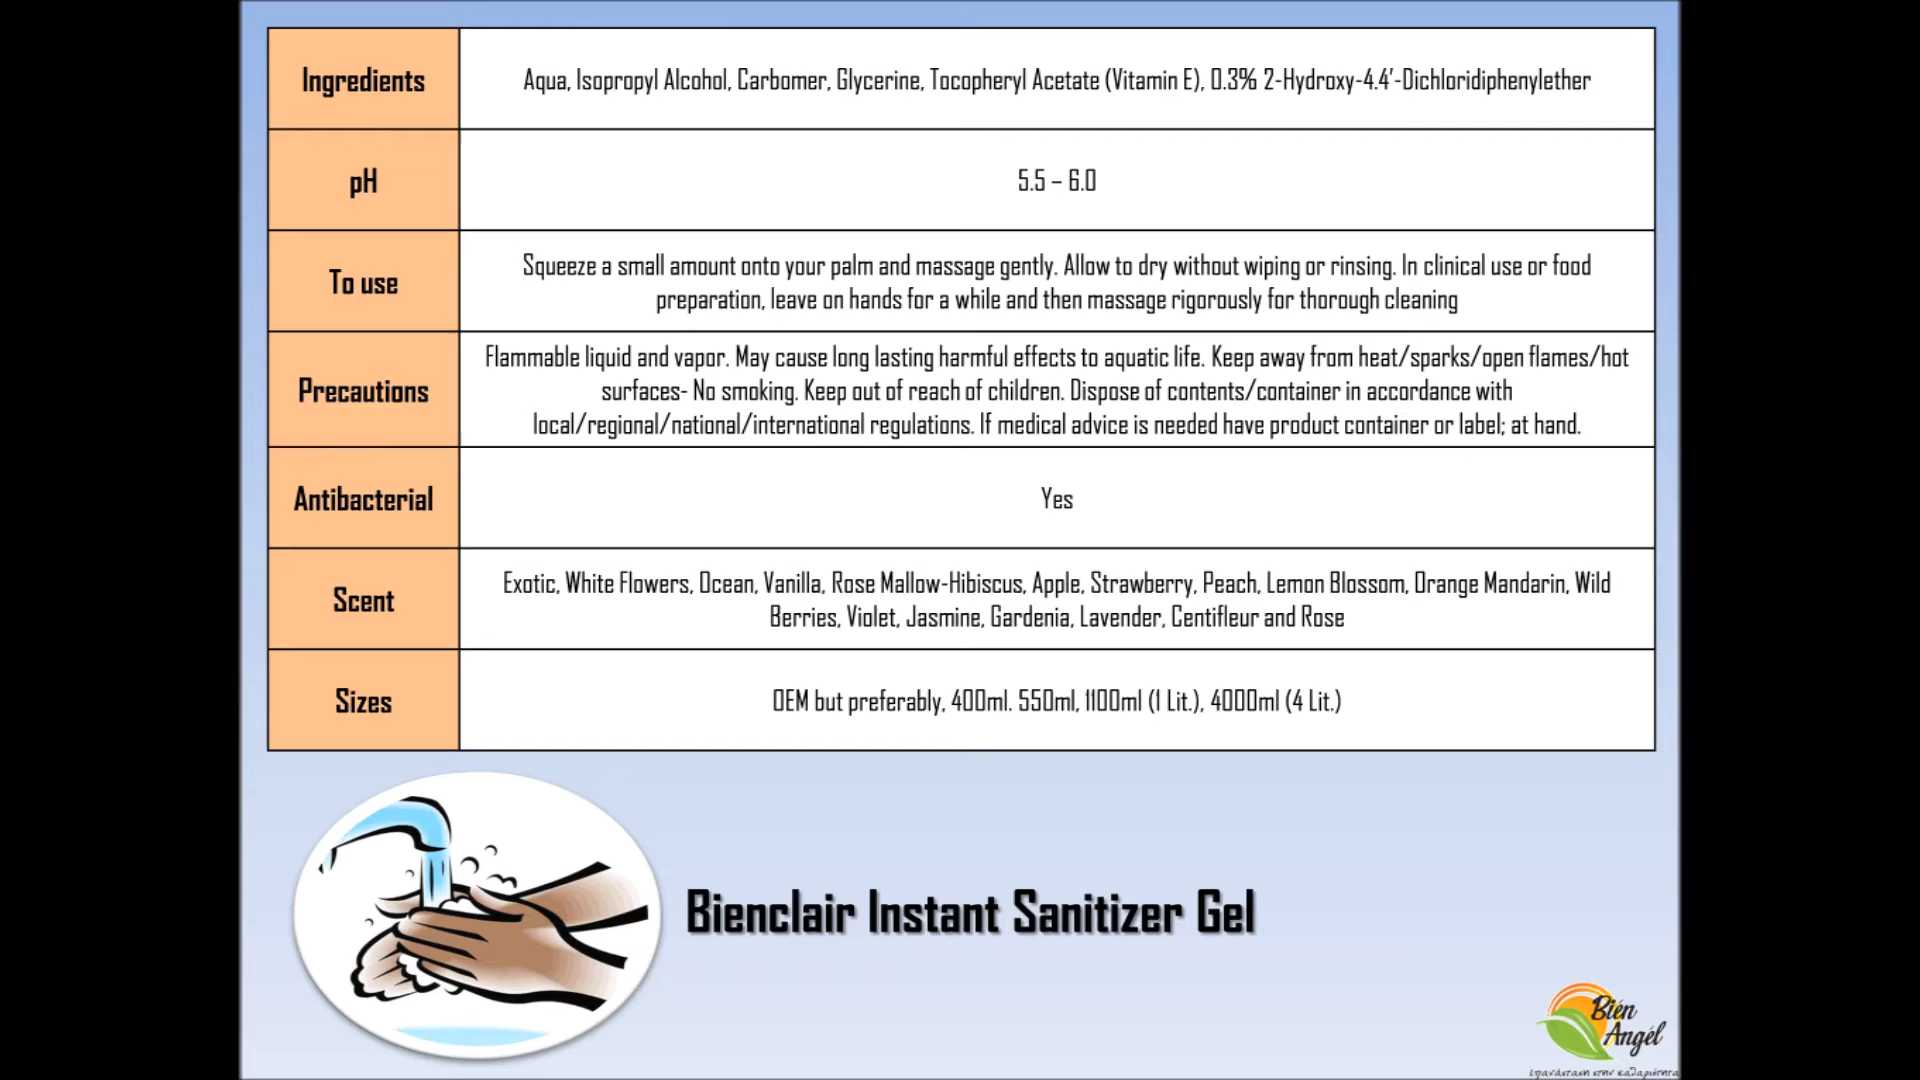 Ingredients
Aqua, Isopropyl Alcohol, Carbomer, Glycerine, Tocopheryl Acetate (Vitamin E), 0.3% 2-Hydroxy-4.4'-Dichloridiphenylether
pH
5.5 – 6.0
To use
Squeeze a small amount onto your palm and massage gently. Allow to dry without wiping or rinsing. In clinical use or food
preparation, leave on hands for a while and then massage rigorously for thorough cleaning
Precautions
Flammable liquid and vapor. May cause long lasting harmful effects to aquatic life. Keep away from heat/sparks/open flames/hot
surfaces- No smoking. Keep out of reach of children. Dispose of contents/container in accordance with
local/regional/national/international regulations. If medical advice is needed have product container or label; at hand.
Antibacterial
Yes
Scent
Exotic, White Flowers, Ocean, Vanilla, Rose Mallow-Hibiscus, Apple, Strawberry, Peach, Lemon Blossom, Orange Mandarin, Wild
Berries, Violet, Jasmine, Gardenia, Lavender, Centifleur and Rose
Sizes
OEM but preferably, 400ml. 550ml, 1100ml (1 Lit.), 4000ml (4 Lit.)
Bienclair Instant Sanitizer Gel
Bién
Angél
επανάσταση στην καθαριότητα